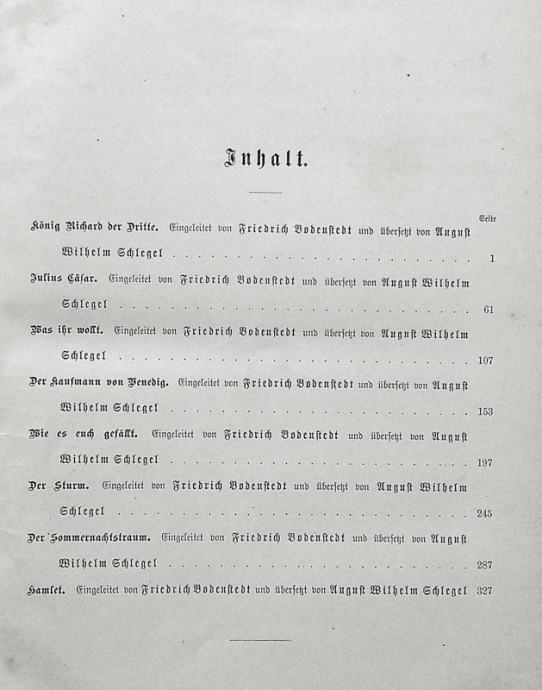 Inhalt.
Seite
König Richard der Dritte. Eingeleitet von Friedrich Bodenstedt und übersetzt von August
Wilhelm Schlegel . . . . . . . . . . . . . . . . . . . . . 1
Julius Cäsar. Eingeleitet von Friedrich Bodenstedt und übersetzt von August Wilhelm
Schlegel . . . . . . . . . . . . . . . . . . . . . . . . 61
Was ihr wollt. Eingeleitet von Friedrich Bodenstedt und übersetzt von August Wilhelm
Schlegel . . . . . . . . . . . . . . . . . . . . . . . . 107
Der Kaufmann von Venedig. Eingeleitet von Friedrich Bodenstedt und übersetzt von August
Wilhelm Schlegel . . . . . . . . . . . . . . . . . . . . . 153
Wie es euch gefällt. Eingeleitet von Friedrich Bodenstedt und übersetzt von August
Wilhelm Schlegel . . . . . . . . . . . . . . . . . . . . . 197
Der Sturm. Eingeleitet von Friedrich Bodenstedt und übersetzt von August Wilhelm
Schlegel . . . . . . . . . . . . . . . . . . . . . . . . 245
Der Sommernachtstraum. Eingeleitet von Friedrich Bodenstedt und übersetzt von August
Wilhelm Schlegel . . . . . . . . . . . . . . . . . . . . . 287
Hamlet. Eingeleitet von Friedrich Bodenstedt und übersetzt von August Wilhelm Schlegel 327